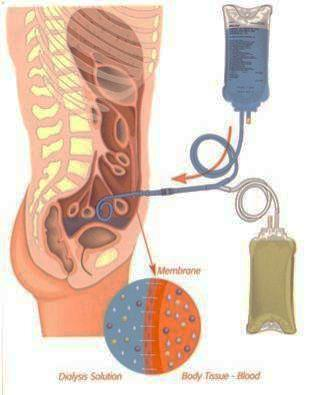 Membrane
Dialysis Solution
Body Tissue - Blood